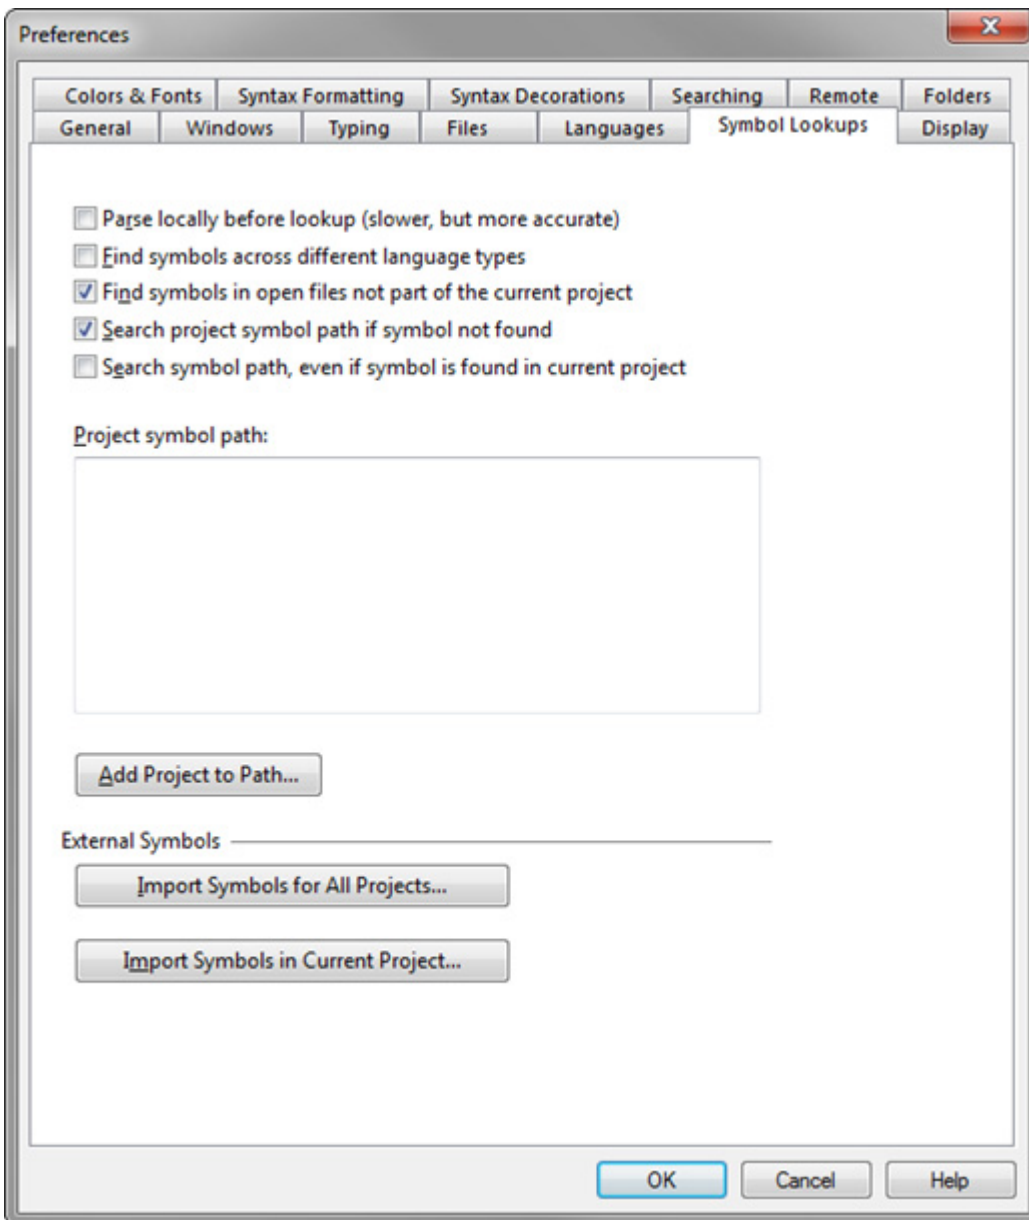 Preferences
Colors & Fonts Syntax Formatting Syntax Decorations Searching Remote Folders
General Windows Typing Files Languages Symbol Lookups Display
Parse locally before lookup (slower, but more accurate)
Find symbols across different language types
Find symbols in open files not part of the current project
Search project symbol path if symbol not found
Search symbol path, even if symbol is found in current project
Project symbol path:
Add Project to Path...
External Symbols
Import Symbols for All Projects...
Import Symbols in Current Project...
OK Cancel Help